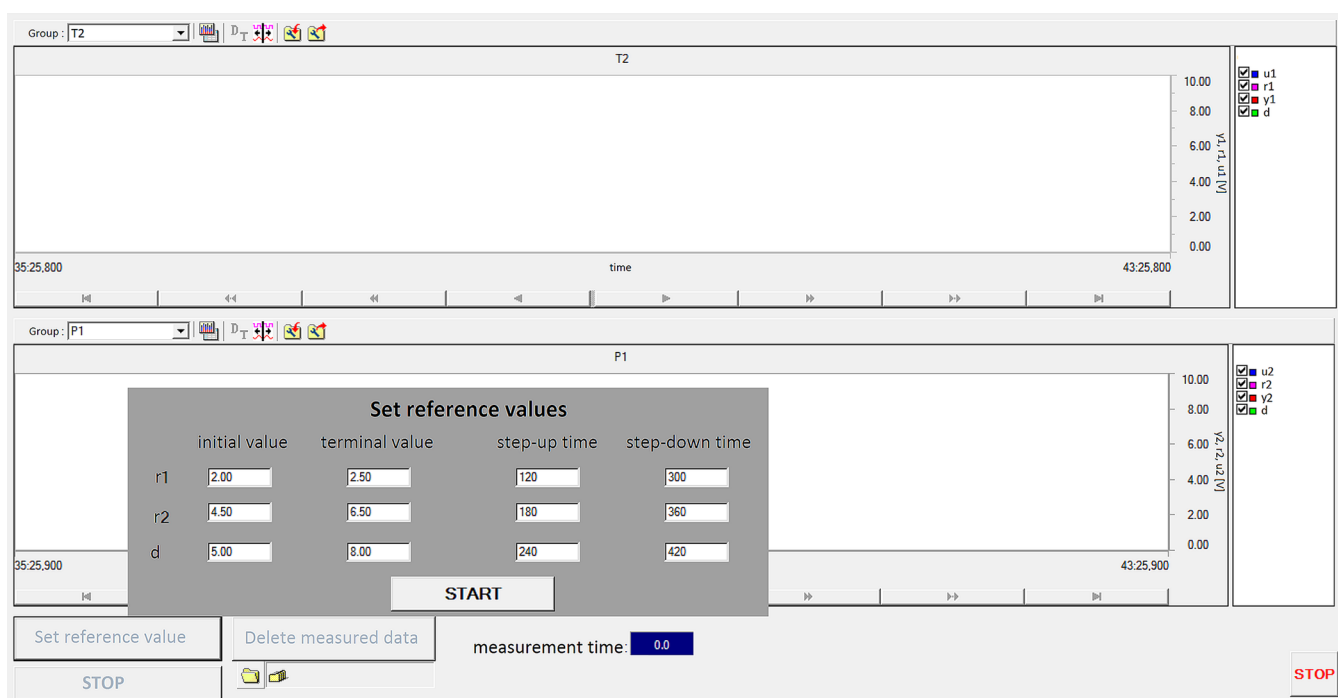 Group : T2
D T
T2
10.00
8.00
6.00
4.00
2.00
0.00
y1, r1, u1 [V]
u1
r1
y1
d
35:25,800 time 43:25,800
Group : P1
D T
P1
10.00
8.00
6.00
4.00
2.00
0.00
y2, r2, u2 [V]
u2
r2
y2
d
Set reference values
initial value terminal value step-up time step-down time
r1 2.00 2.50 120 300
r2 4.50 6.50 180 360
d 5.00 8.00 240 420
START
35:25,900 43:25,900
Set reference value Delete measured data measurement time: 0.0
STOP STOP